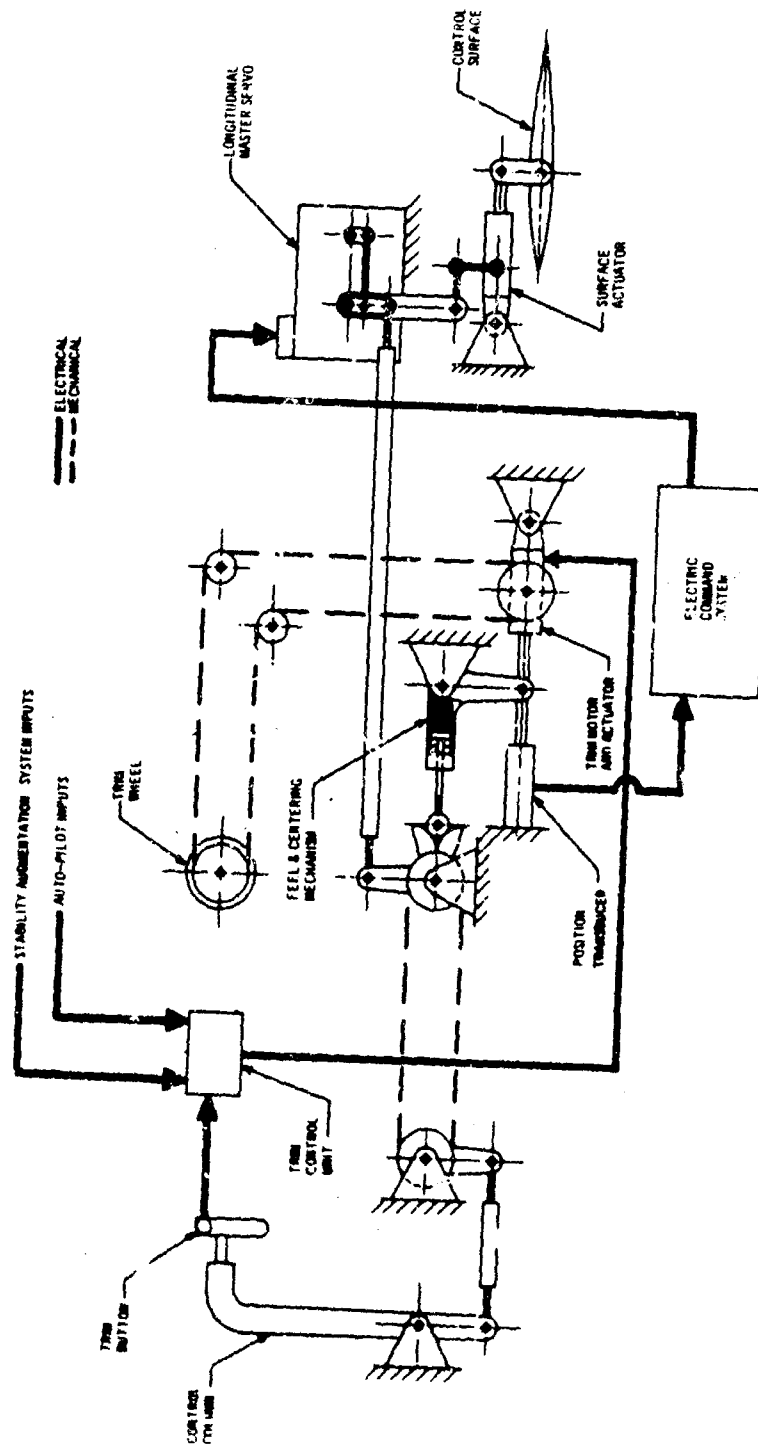 STABILITY AUGMENTATION SYSTEM INPUTS
AUTO-PILOT INPUTS
ELECTRICAL
MECHANICAL
TRIM
BUTTON
CONTROL
COLUMN
TRIM
CONTROL
UNIT
TRIM
WHEEL
FEEL & CENTERING
MECHANISM
POSITION
TRANSDUCER
TRIM MOTOR
AND ACTUATOR
ELECTRIC
COMMAND
SYSTEM
LONGITUDINAL
MASTER SERVO
SURFACE
ACTUATOR
CONTROL
SURFACE